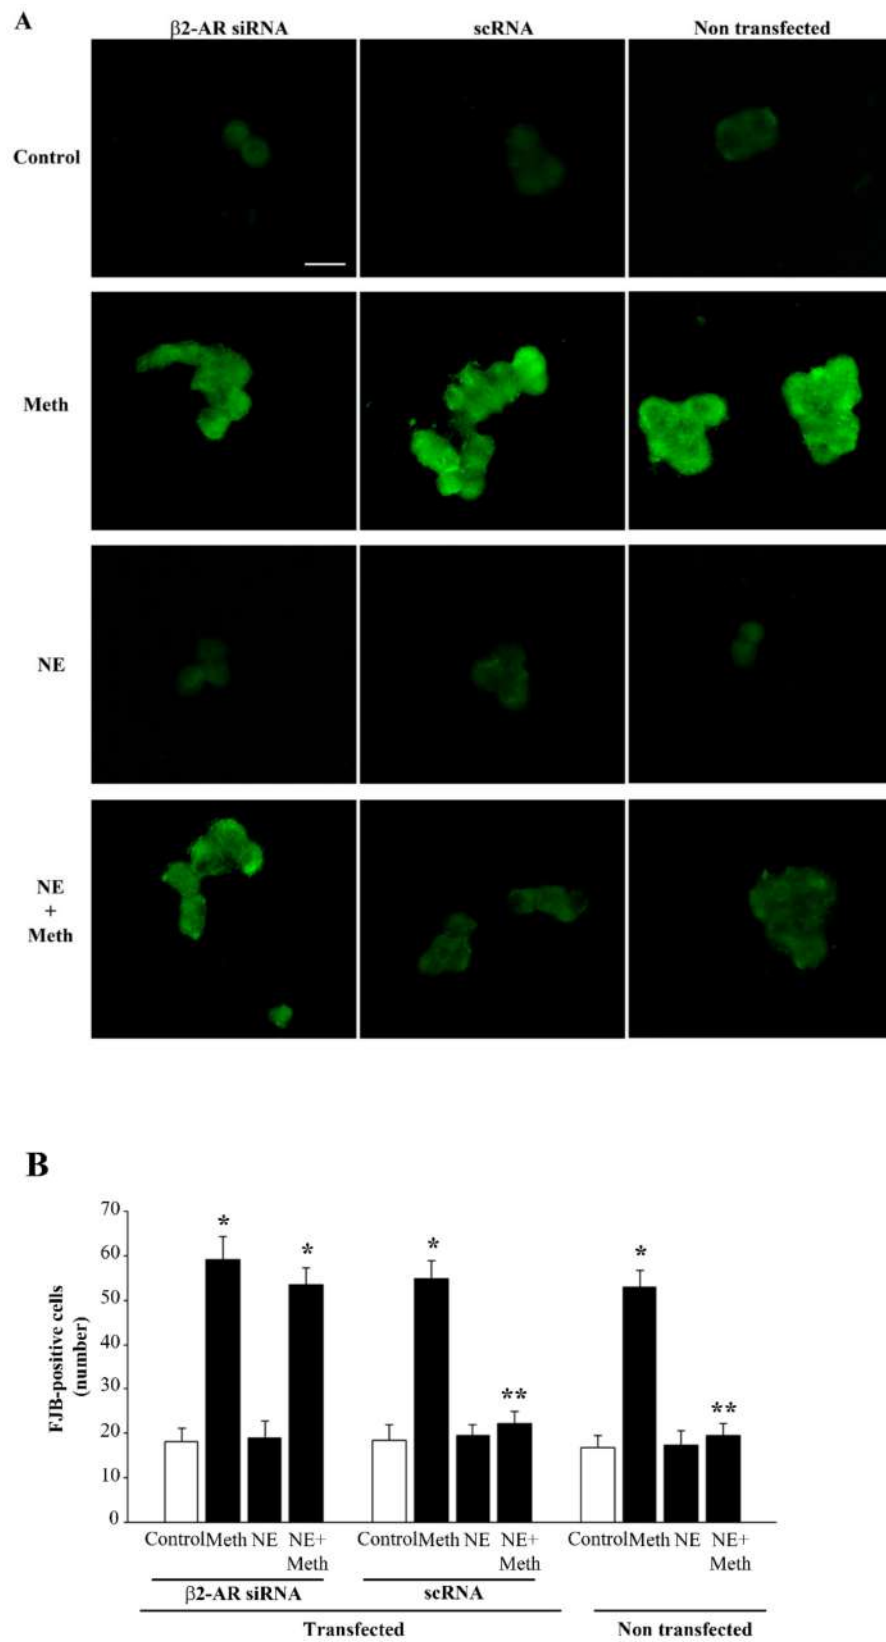 A
β2-AR siRNA scRNA Non transfected
Control
Meth
NE
NE
+
Meth
B
FJB-positive cells
(number)
70
60
50
40
30
20
10
0
* * * ** * **
Control Meth NE NE+ Control Meth NE NE+ Control Meth NE NE+
Meth Meth Meth
β2-AR siRNA scRNA
Transfected Non transfected